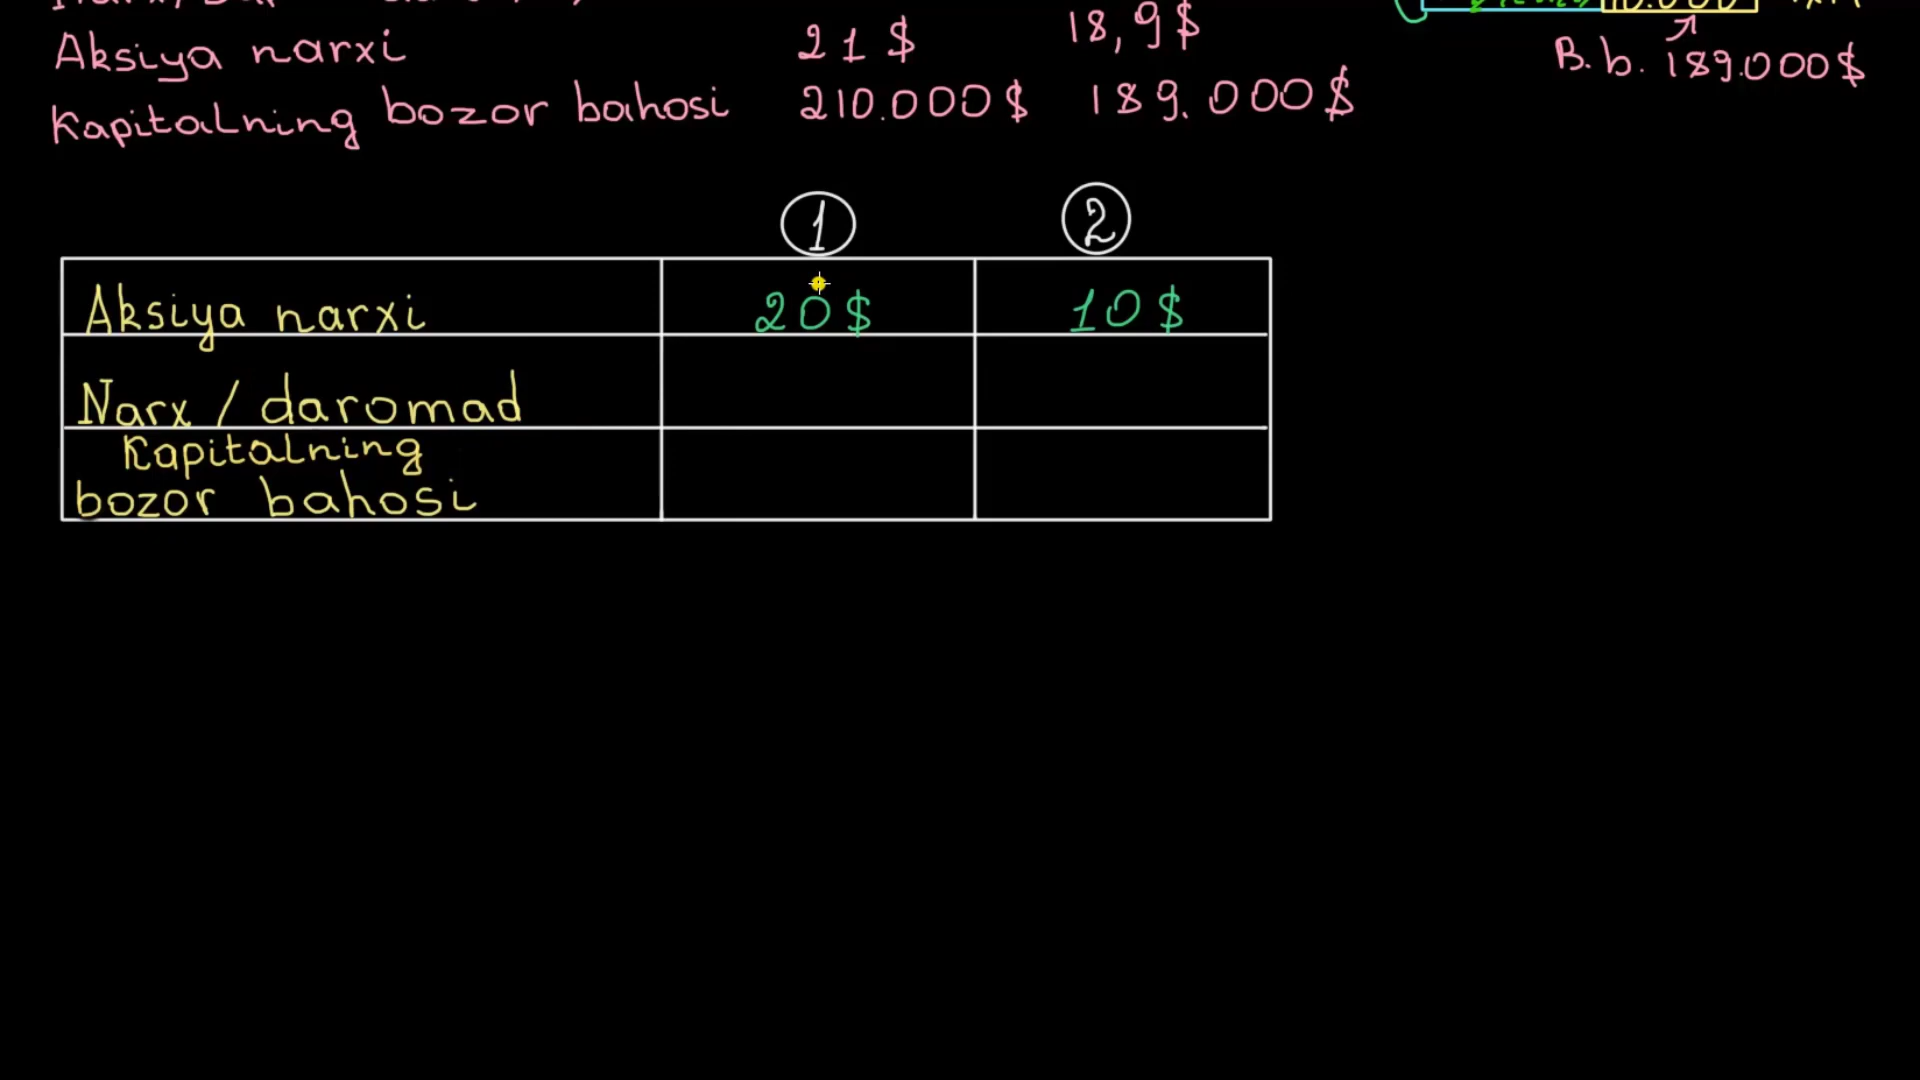 Aksiya narxi 21$ 18,9$
B.b. 189.000$
Kapitalning bozor bahosi 210.000$ 189.000$
1 2
Aksiya narxi 20$ 10$
Narx / daromad
Kapitalning
bozor bahosi